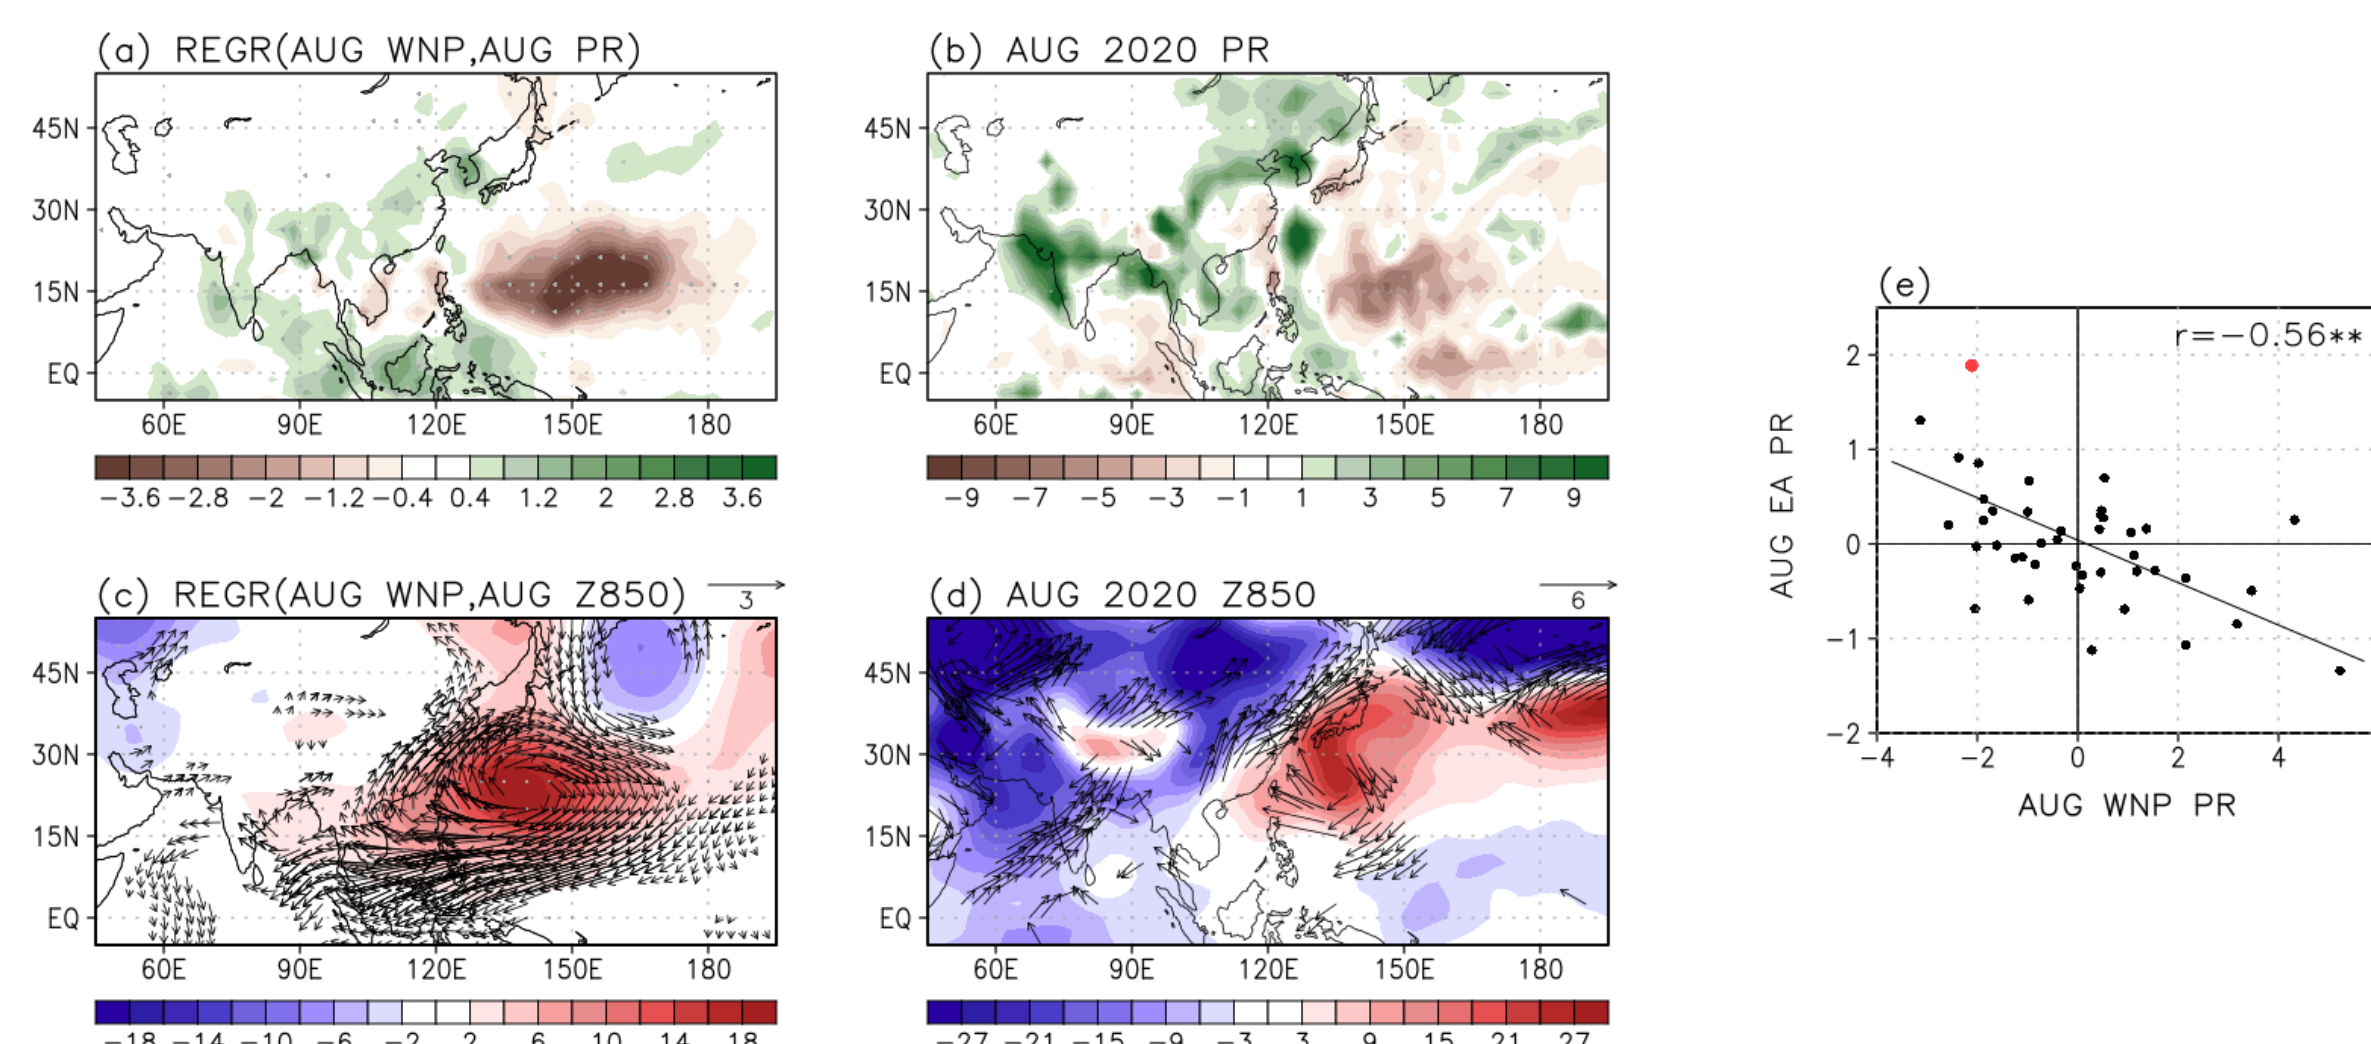 (a) REGR(AUG WNP,AUG PR)
45N
30N
15N
EQ
60E 90E 120E 150E 180
−3.6 −2.8 −2 −1.2 −0.4 0.4 1.2 2 2.8 3.6
(b) AUG 2020 PR
45N
30N
15N
EQ
60E 90E 120E 150E 180
−9 −7 −5 −3 −1 1 3 5 7 9
(c) REGR(AUG WNP,AUG Z850)
3
45N
30N
15N
EQ
60E 90E 120E 150E 180
−18 −14 −10 −6 −2 2 6 10 14 18
(d) AUG 2020 Z850
6
45N
30N
15N
EQ
60E 90E 120E 150E 180
−27 −21 −15 −9 −3 3 9 15 21 27
(e)
r=−0.56**
AUG EA PR
2
1
0
−1
−2
−4 −2 0 2 4
AUG WNP PR